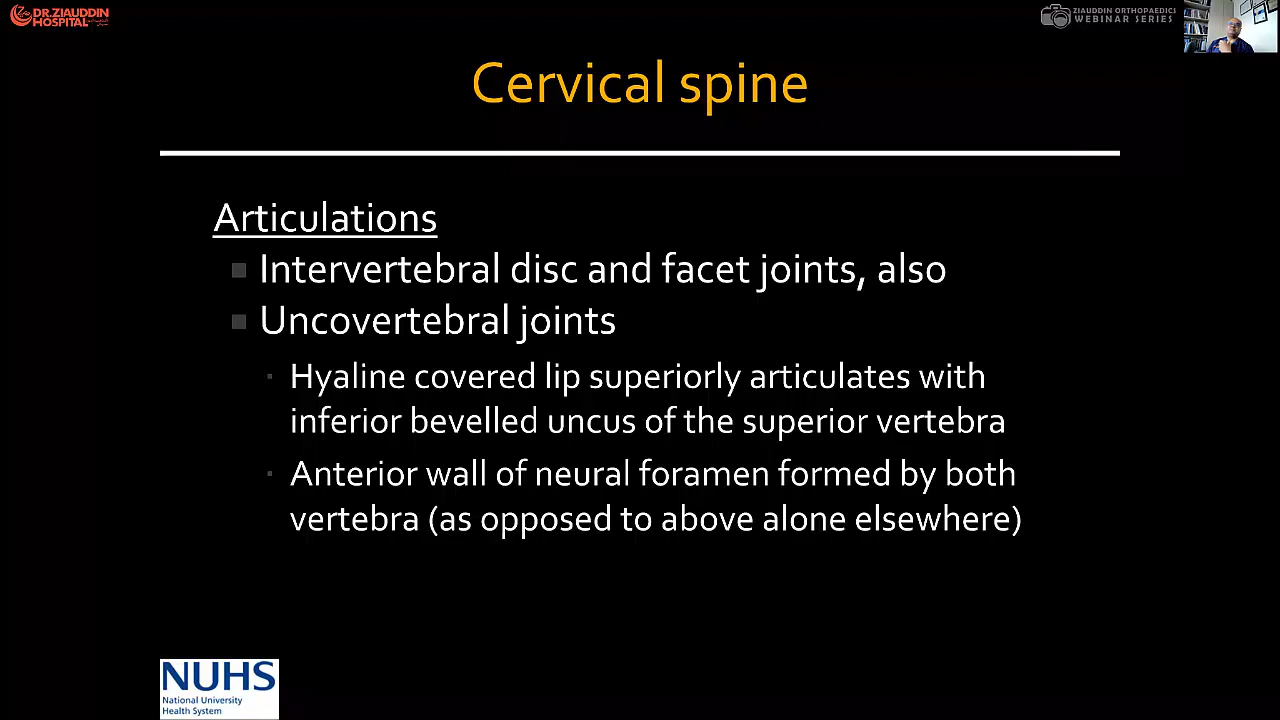 DR.ZIAUDDIN
HOSPITAL
ZIAUDDIN ORTHOPAEDICS
WEBINAR SERIES
Cervical spine
Articulations
Intervertebral disc and facet joints, also
Uncovertebral joints
Hyaline covered lip superiorly articulates with
inferior bevelled uncus of the superior vertebra
Anterior wall of neural foramen formed by both
vertebra (as opposed to above alone elsewhere)
NUHS
National University
Health System